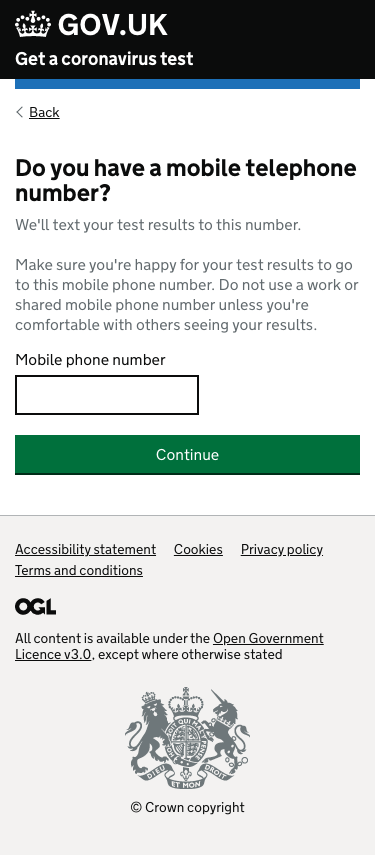 GOV.UK
Get a coronavirus test
Back
Do you have a mobile telephone
number?
We'll text your test results to this number.
Make sure you're happy for your test results to go
to this mobile phone number. Do not use a work or
shared mobile phone number unless you're
comfortable with others seeing your results.
Mobile phone number
Continue
Accessibility statement Cookies Privacy policy
Terms and conditions
OGL
All content is available under the Open Government
Licence v3.0, except where otherwise stated
DIEU ET MON DROIT
© Crown copyright